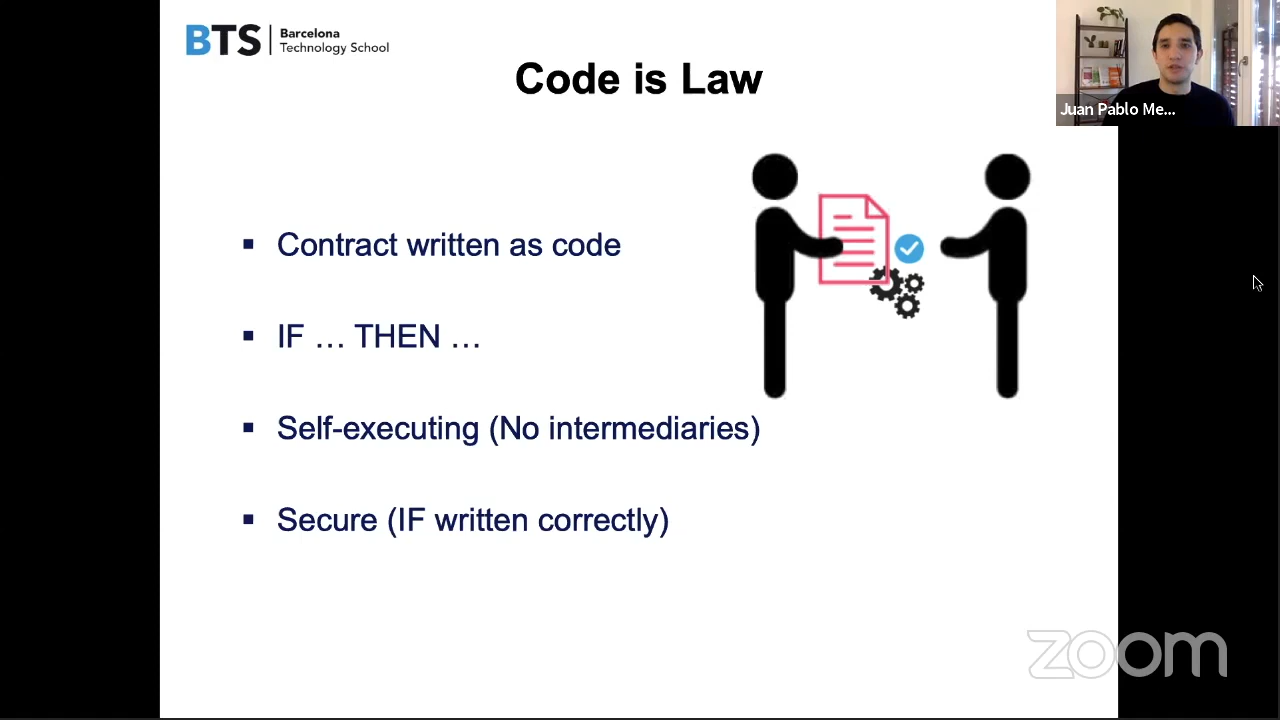 BTS
Barcelona
Technology School
Code is Law
Juan Pablo Me...
▪ Contract written as code
▪ IF … THEN …
▪ Self-executing (No intermediaries)
▪ Secure (IF written correctly)
zoom